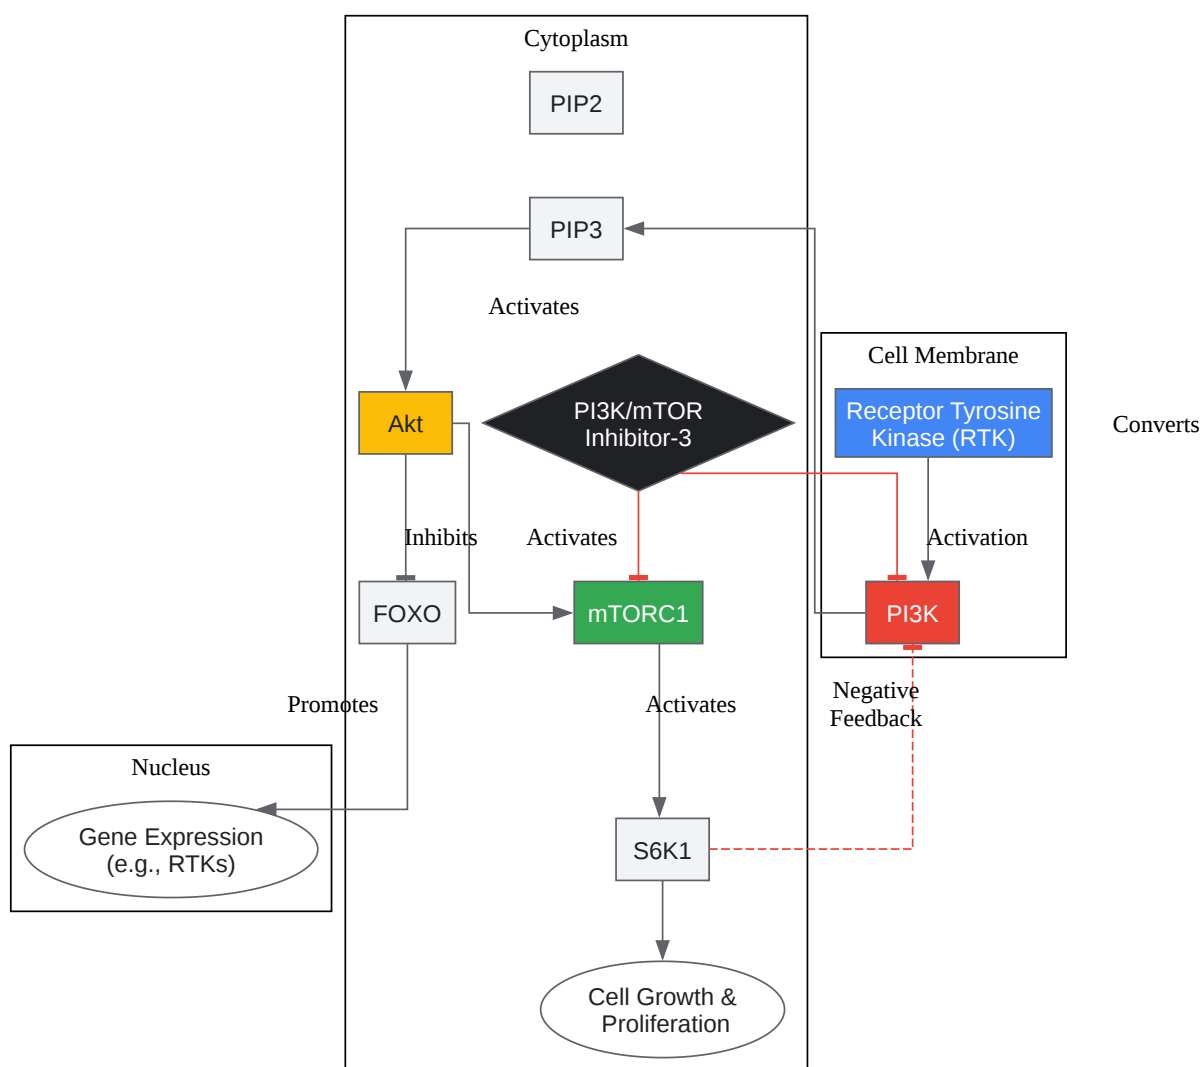 Cytoplasm
PIP2
PIP3
Activates
Cell Membrane
PI3K/mTOR
Inhibitor-3
Receptor Tyrosine
Kinase (RTK)
Akt
Converts
Inhibits
Activates
Activation
FOXO
mTORC1
PI3K
Promotes
Activates
Negative
Feedback
Nucleus
Gene Expression
(e.g., RTKs)
S6K1
Cell Growth &
Proliferation